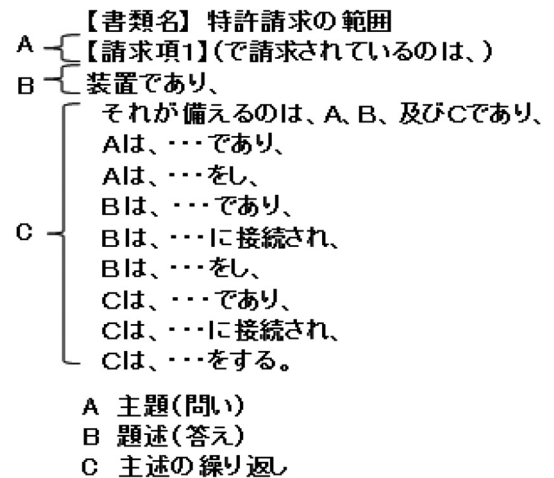 【書類名】 特許請求の範囲
A 【請求項1】(で請求されているのは、)
B 装置であり、
それが備えるのは、A、B、及びCであり、
Aは、・・・であり、
Aは、・・・をし、
Bは、・・・であり、
C Bは、・・・に接続され、
Bは、・・・をし、
Cは、・・・であり、
Cは、・・・に接続され、
Cは、・・・をする。
A 主題(問い)
B 題述(答え)
C 主述の繰り返し